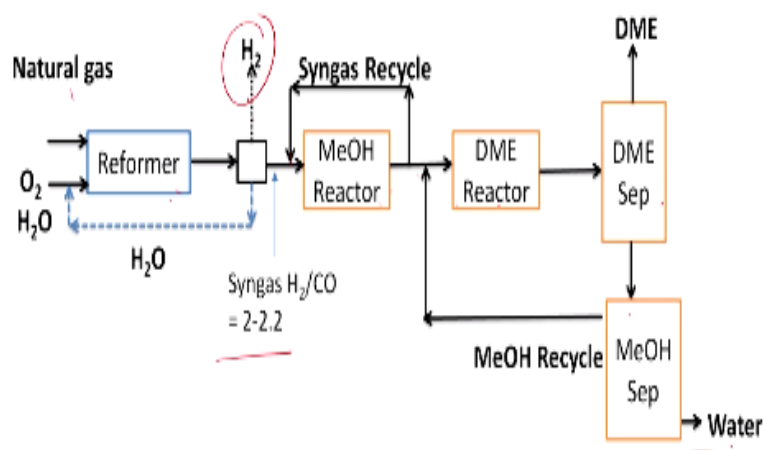 DME
H₂
Natural gas
Syngas Recycle
Reformer
MeOH
Reactor
DME
Reactor
DME
Sep
O₂
H₂O
H₂O
Syngas H₂/CO
= 2-2.2
MeOH Recycle
MeOH
Sep
Water